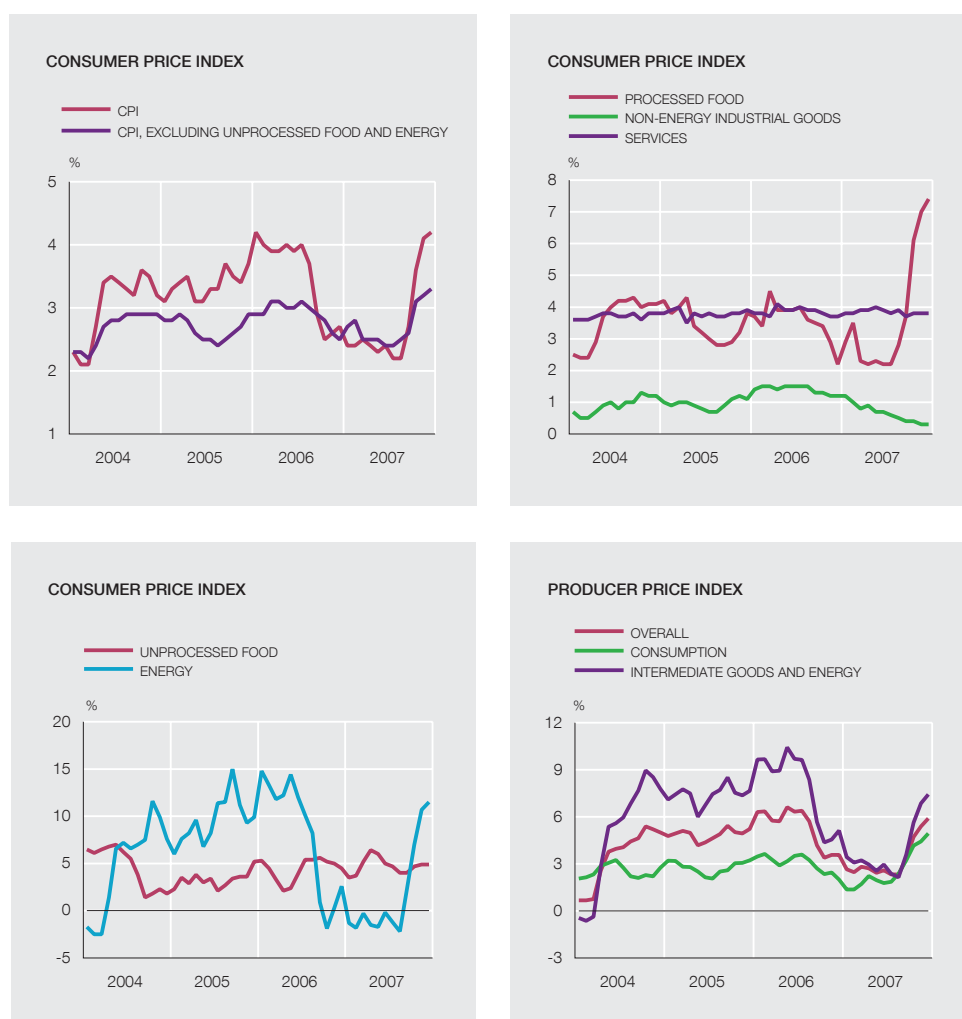 CONSUMER PRICE INDEX
CPI
CPI, EXCLUDING UNPROCESSED FOOD AND ENERGY
%
5
4
3
2
1
2004 2005 2006 2007
CONSUMER PRICE INDEX
PROCESSED FOOD
NON-ENERGY INDUSTRIAL GOODS
SERVICES
%
8
7
6
5
4
3
2
1
0
2004 2005 2006 2007
CONSUMER PRICE INDEX
UNPROCESSED FOOD
ENERGY
%
20
15
10
5
0
-5
2004 2005 2006 2007
PRODUCER PRICE INDEX
OVERALL
CONSUMPTION
INTERMEDIATE GOODS AND ENERGY
%
12
9
6
3
0
-3
2004 2005 2006 2007